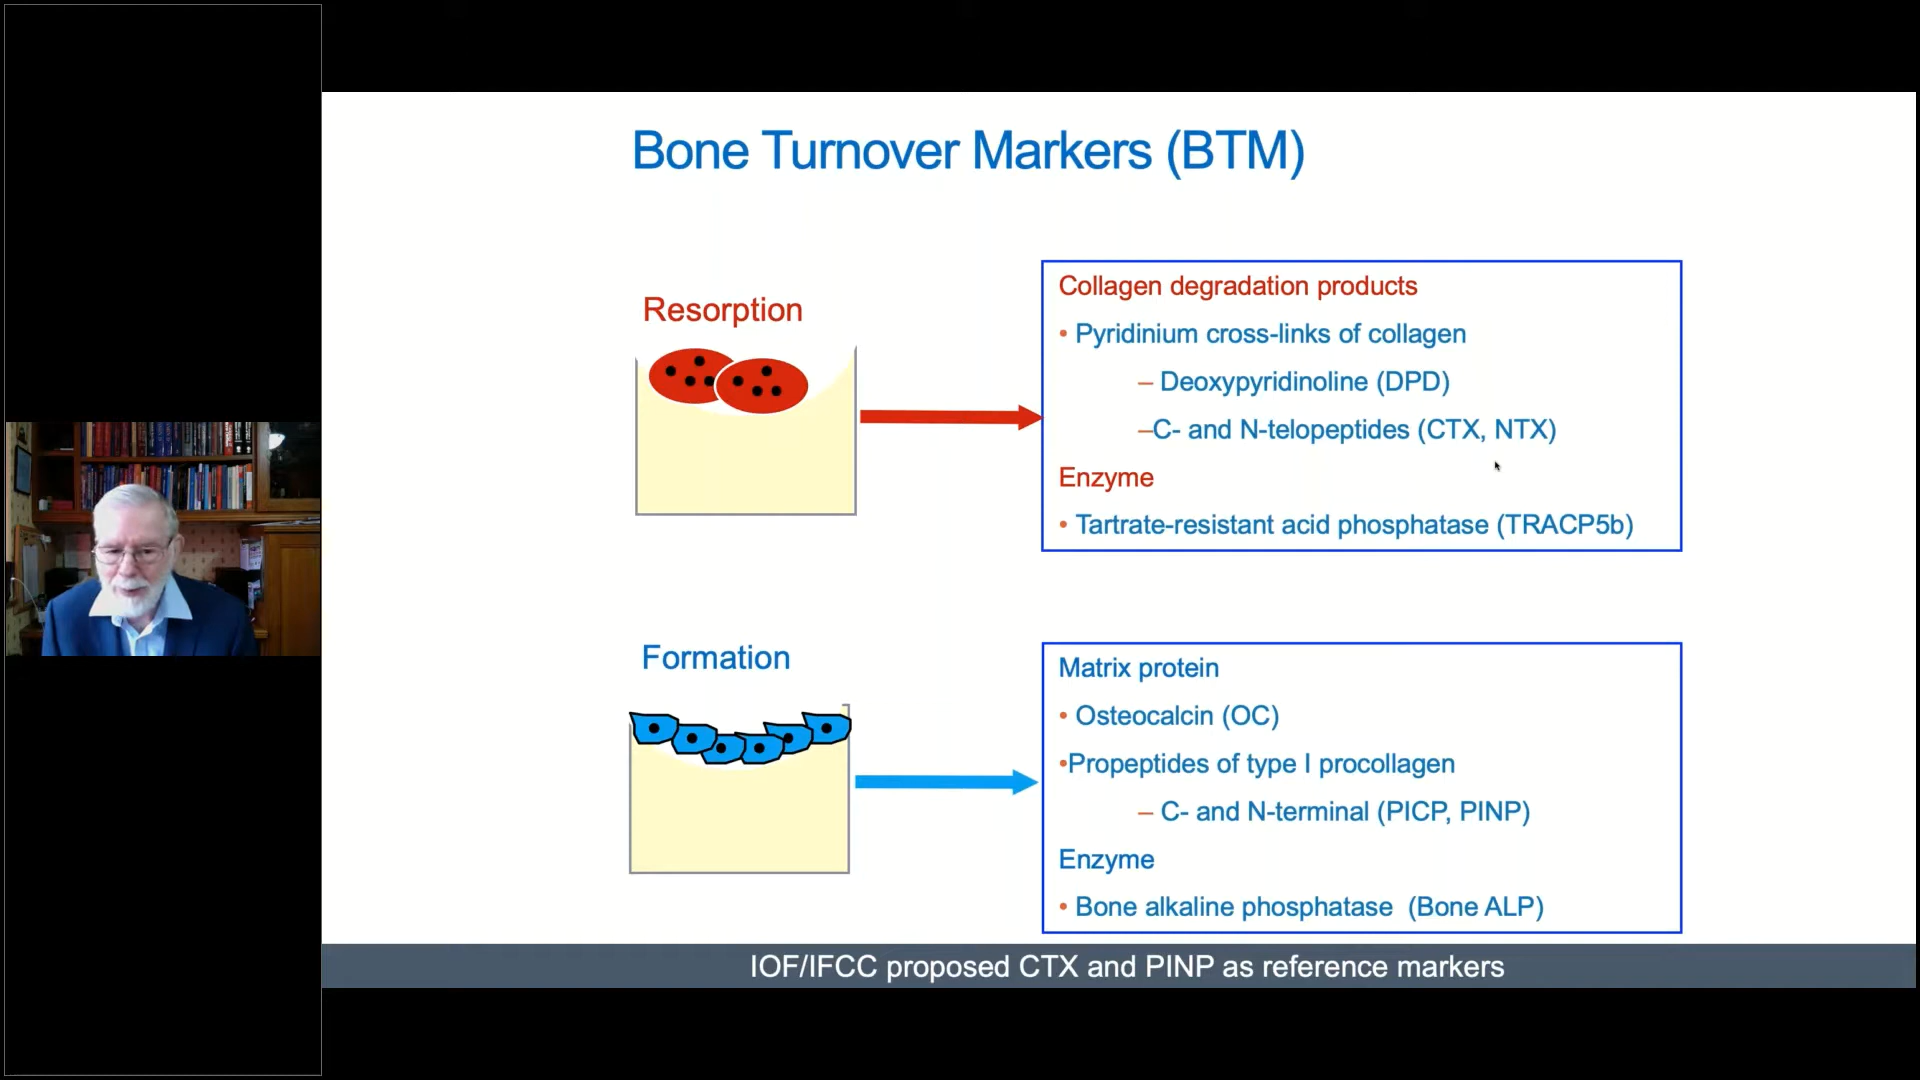 Bone Turnover Markers (BTM)
Resorption
Collagen degradation products
• Pyridinium cross-links of collagen
– Deoxypyridinoline (DPD)
–C- and N-telopeptides (CTX, NTX)
Enzyme
• Tartrate-resistant acid phosphatase (TRACP5b)
Formation
Matrix protein
• Osteocalcin (OC)
•Propeptides of type I procollagen
– C- and N-terminal (PICP, PINP)
Enzyme
• Bone alkaline phosphatase (Bone ALP)
IOF/IFCC proposed CTX and PINP as reference markers